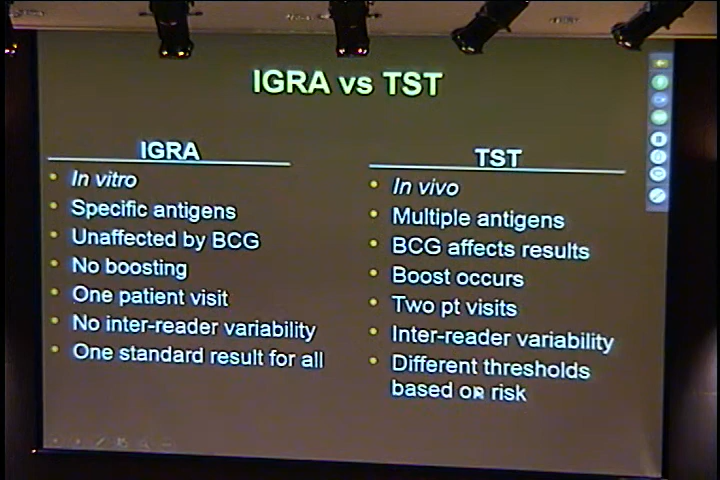 IGRA vs TST
IGRA
In vitro
Specific antigens
Unaffected by BCG
No boosting
One patient visit
No inter-reader variability
One standard result for all
TST
In vivo
Multiple antigens
BCG affects results
Boost occurs
Two pt visits
Inter-reader variability
Different thresholds
based on risk